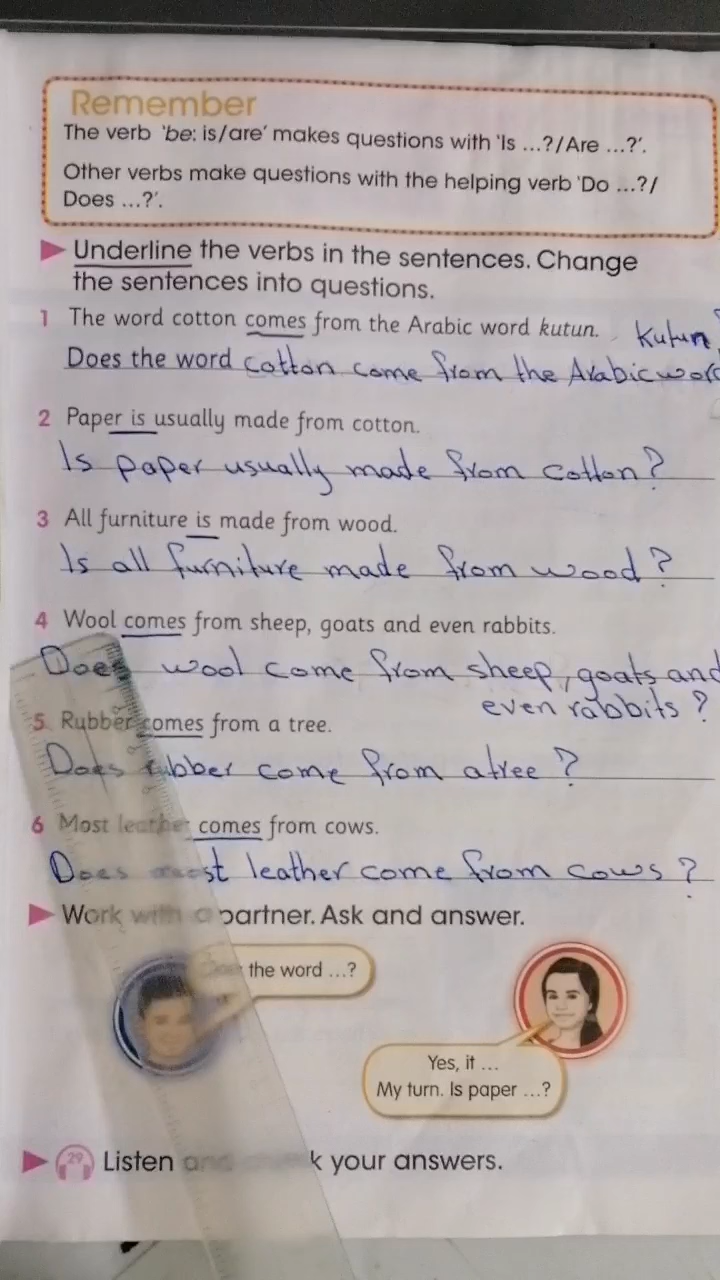 Remember
The verb 'be: is/are' makes questions with 'Is ...?/Are ...?'.
Other verbs make questions with the helping verb 'Do ...?/
Does ...?'.
Underline the verbs in the sentences. Change
the sentences into questions.
1 The word cotton comes from the Arabic word kutun.
kutun?
Does the word cotton come from the Arabic word
2 Paper is usually made from cotton.
Is paper usually made from cotton?
3 All furniture is made from wood.
Is all furniture made from wood?
4 Wool comes from sheep, goats and even rabbits.
Does wool come from sheep, goats and
even rabbits?
5 Rubber comes from a tree.
Does rubber come from atree?
6 Most leather comes from cows.
Does most leather come from cows?
Work with a partner. Ask and answer.
the word ...?
Yes, it ...
My turn. Is paper ...?
29 Listen and k your answers.